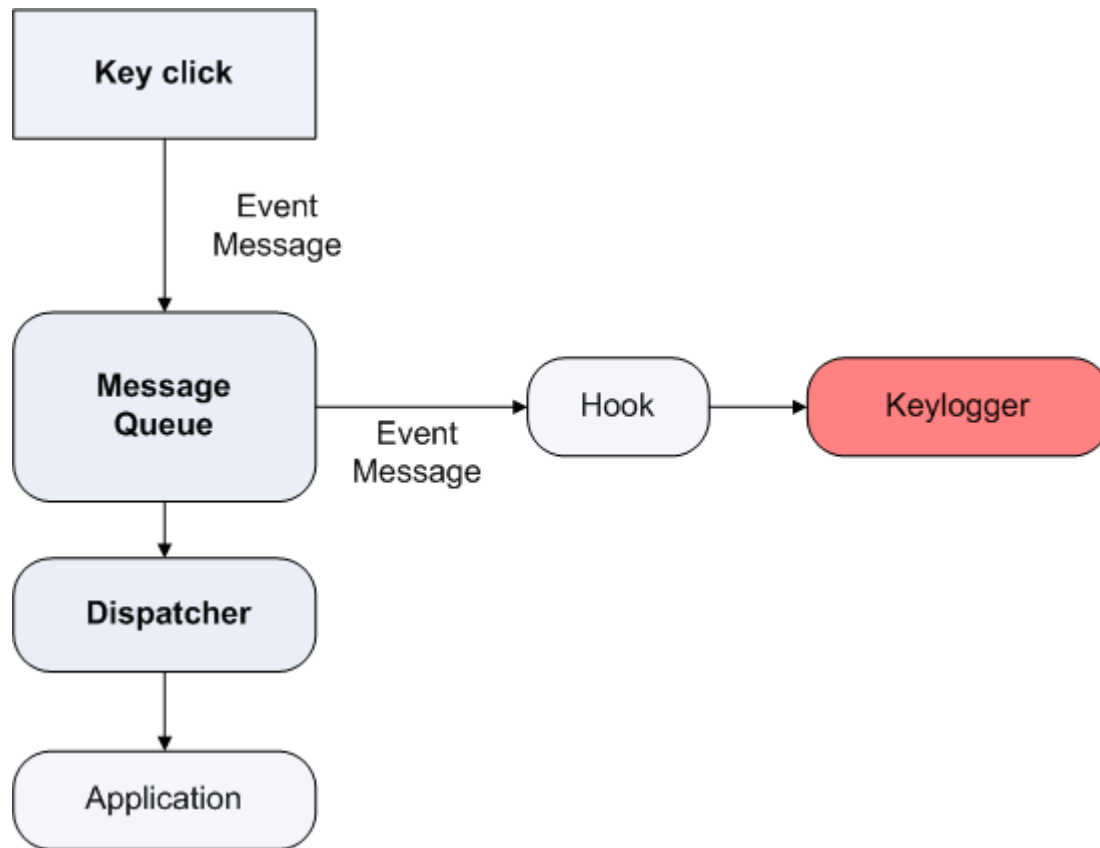 Key click
Event
Message
Message
Queue
Event
Message
Hook
Keylogger
Dispatcher
Application